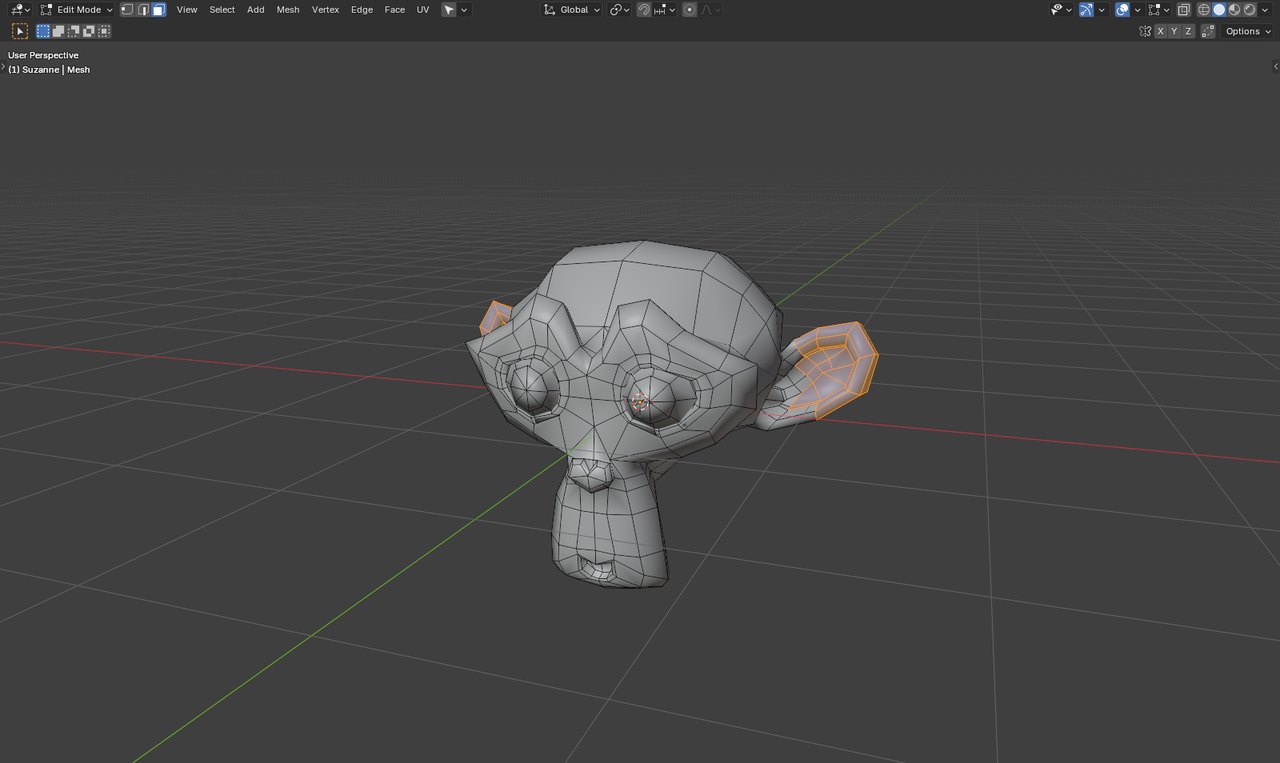 Edit Mode View Select Add Mesh Vertex Edge Face UV Global
X Y Z Options
User Perspective
(1) Suzanne | Mesh